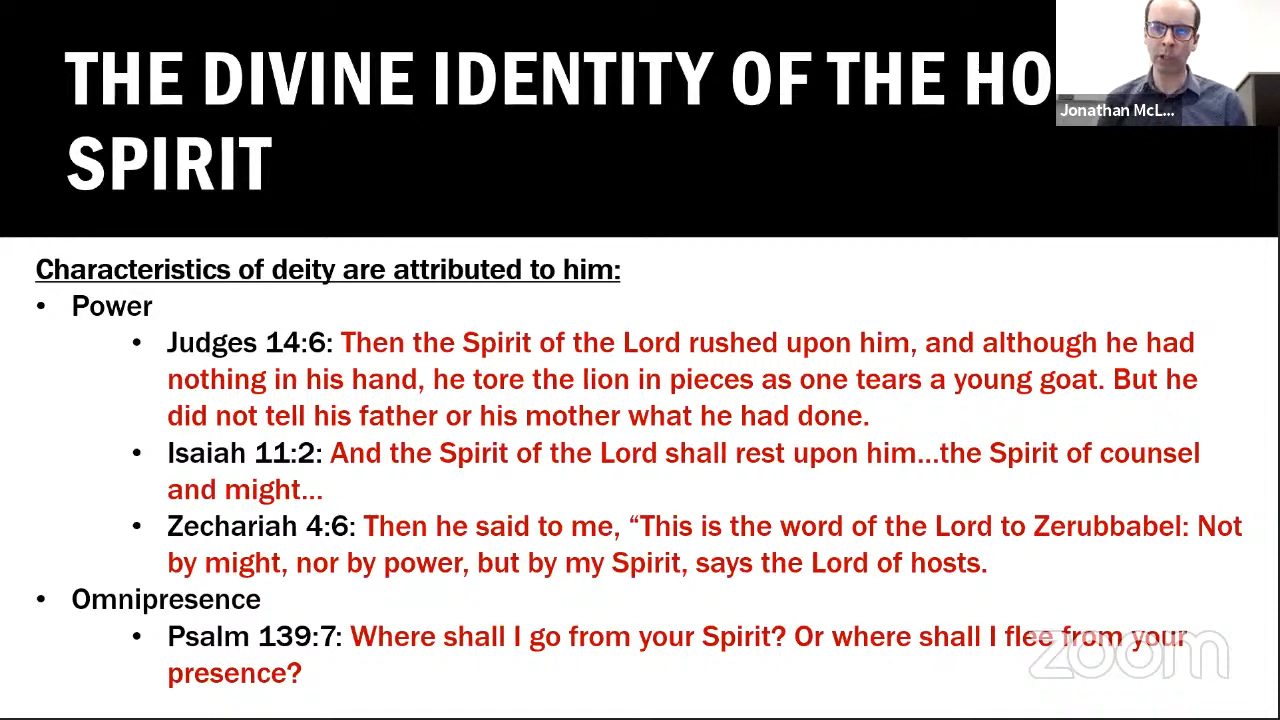 THE DIVINE IDENTITY OF THE HO
SPIRIT
Jonathan McL...
Characteristics of deity are attributed to him:
• Power
• Judges 14:6: Then the Spirit of the Lord rushed upon him, and although he had
nothing in his hand, he tore the lion in pieces as one tears a young goat. But he
did not tell his father or his mother what he had done.
• Isaiah 11:2: And the Spirit of the Lord shall rest upon him...the Spirit of counsel
and might...
• Zechariah 4:6: Then he said to me, “This is the word of the Lord to Zerubbabel: Not
by might, nor by power, but by my Spirit, says the Lord of hosts.
• Omnipresence
• Psalm 139:7: Where shall I go from your Spirit? Or where shall I flee from your
presence?
zoom